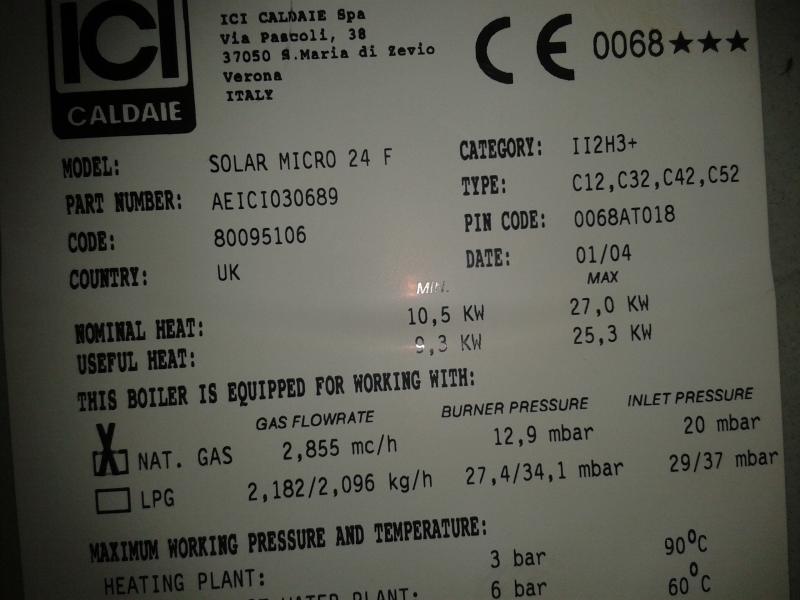 ICI
CALDAIE
ICI CALDAIE Spa
Via Pascoli, 38
37050 S.Maria di Zevio
Verona
ITALY
CE 0068★★★
MODEL: SOLAR MICRO 24 F
CATEGORY: II2H3+
PART NUMBER: AEICI030689
TYPE: C12,C32,C42,C52
CODE: 80095106
PIN CODE: 0068AT018
COUNTRY: UK
DATE: 01/04
MIN. MAX
NOMINAL HEAT: 10,5 KW 27,0 KW
USEFUL HEAT: 9,3 KW 25,3 KW
THIS BOILER IS EQUIPPED FOR WORKING WITH:
GAS FLOWRATE BURNER PRESSURE INLET PRESSURE
X NAT. GAS 2,855 mc/h 12,9 mbar 20 mbar
LPG 2,182/2,096 kg/h 27,4/34,1 mbar 29/37 mbar
MAXIMUM WORKING PRESSURE AND TEMPERATURE:
HEATING PLANT: 3 bar 90°C
WATER PLANT: 6 bar 60°C